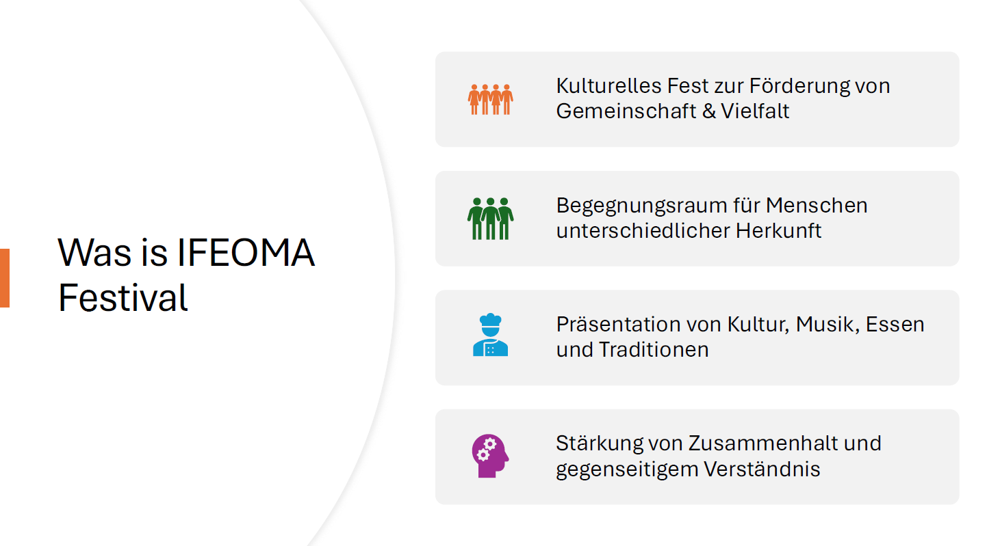 Was is IFEOMA
Festival
Kulturelles Fest zur Förderung von
Gemeinschaft & Vielfalt
Begegnungsraum für Menschen
unterschiedlicher Herkunft
Präsentation von Kultur, Musik, Essen
und Traditionen
Stärkung von Zusammenhalt und
gegenseitigem Verständnis